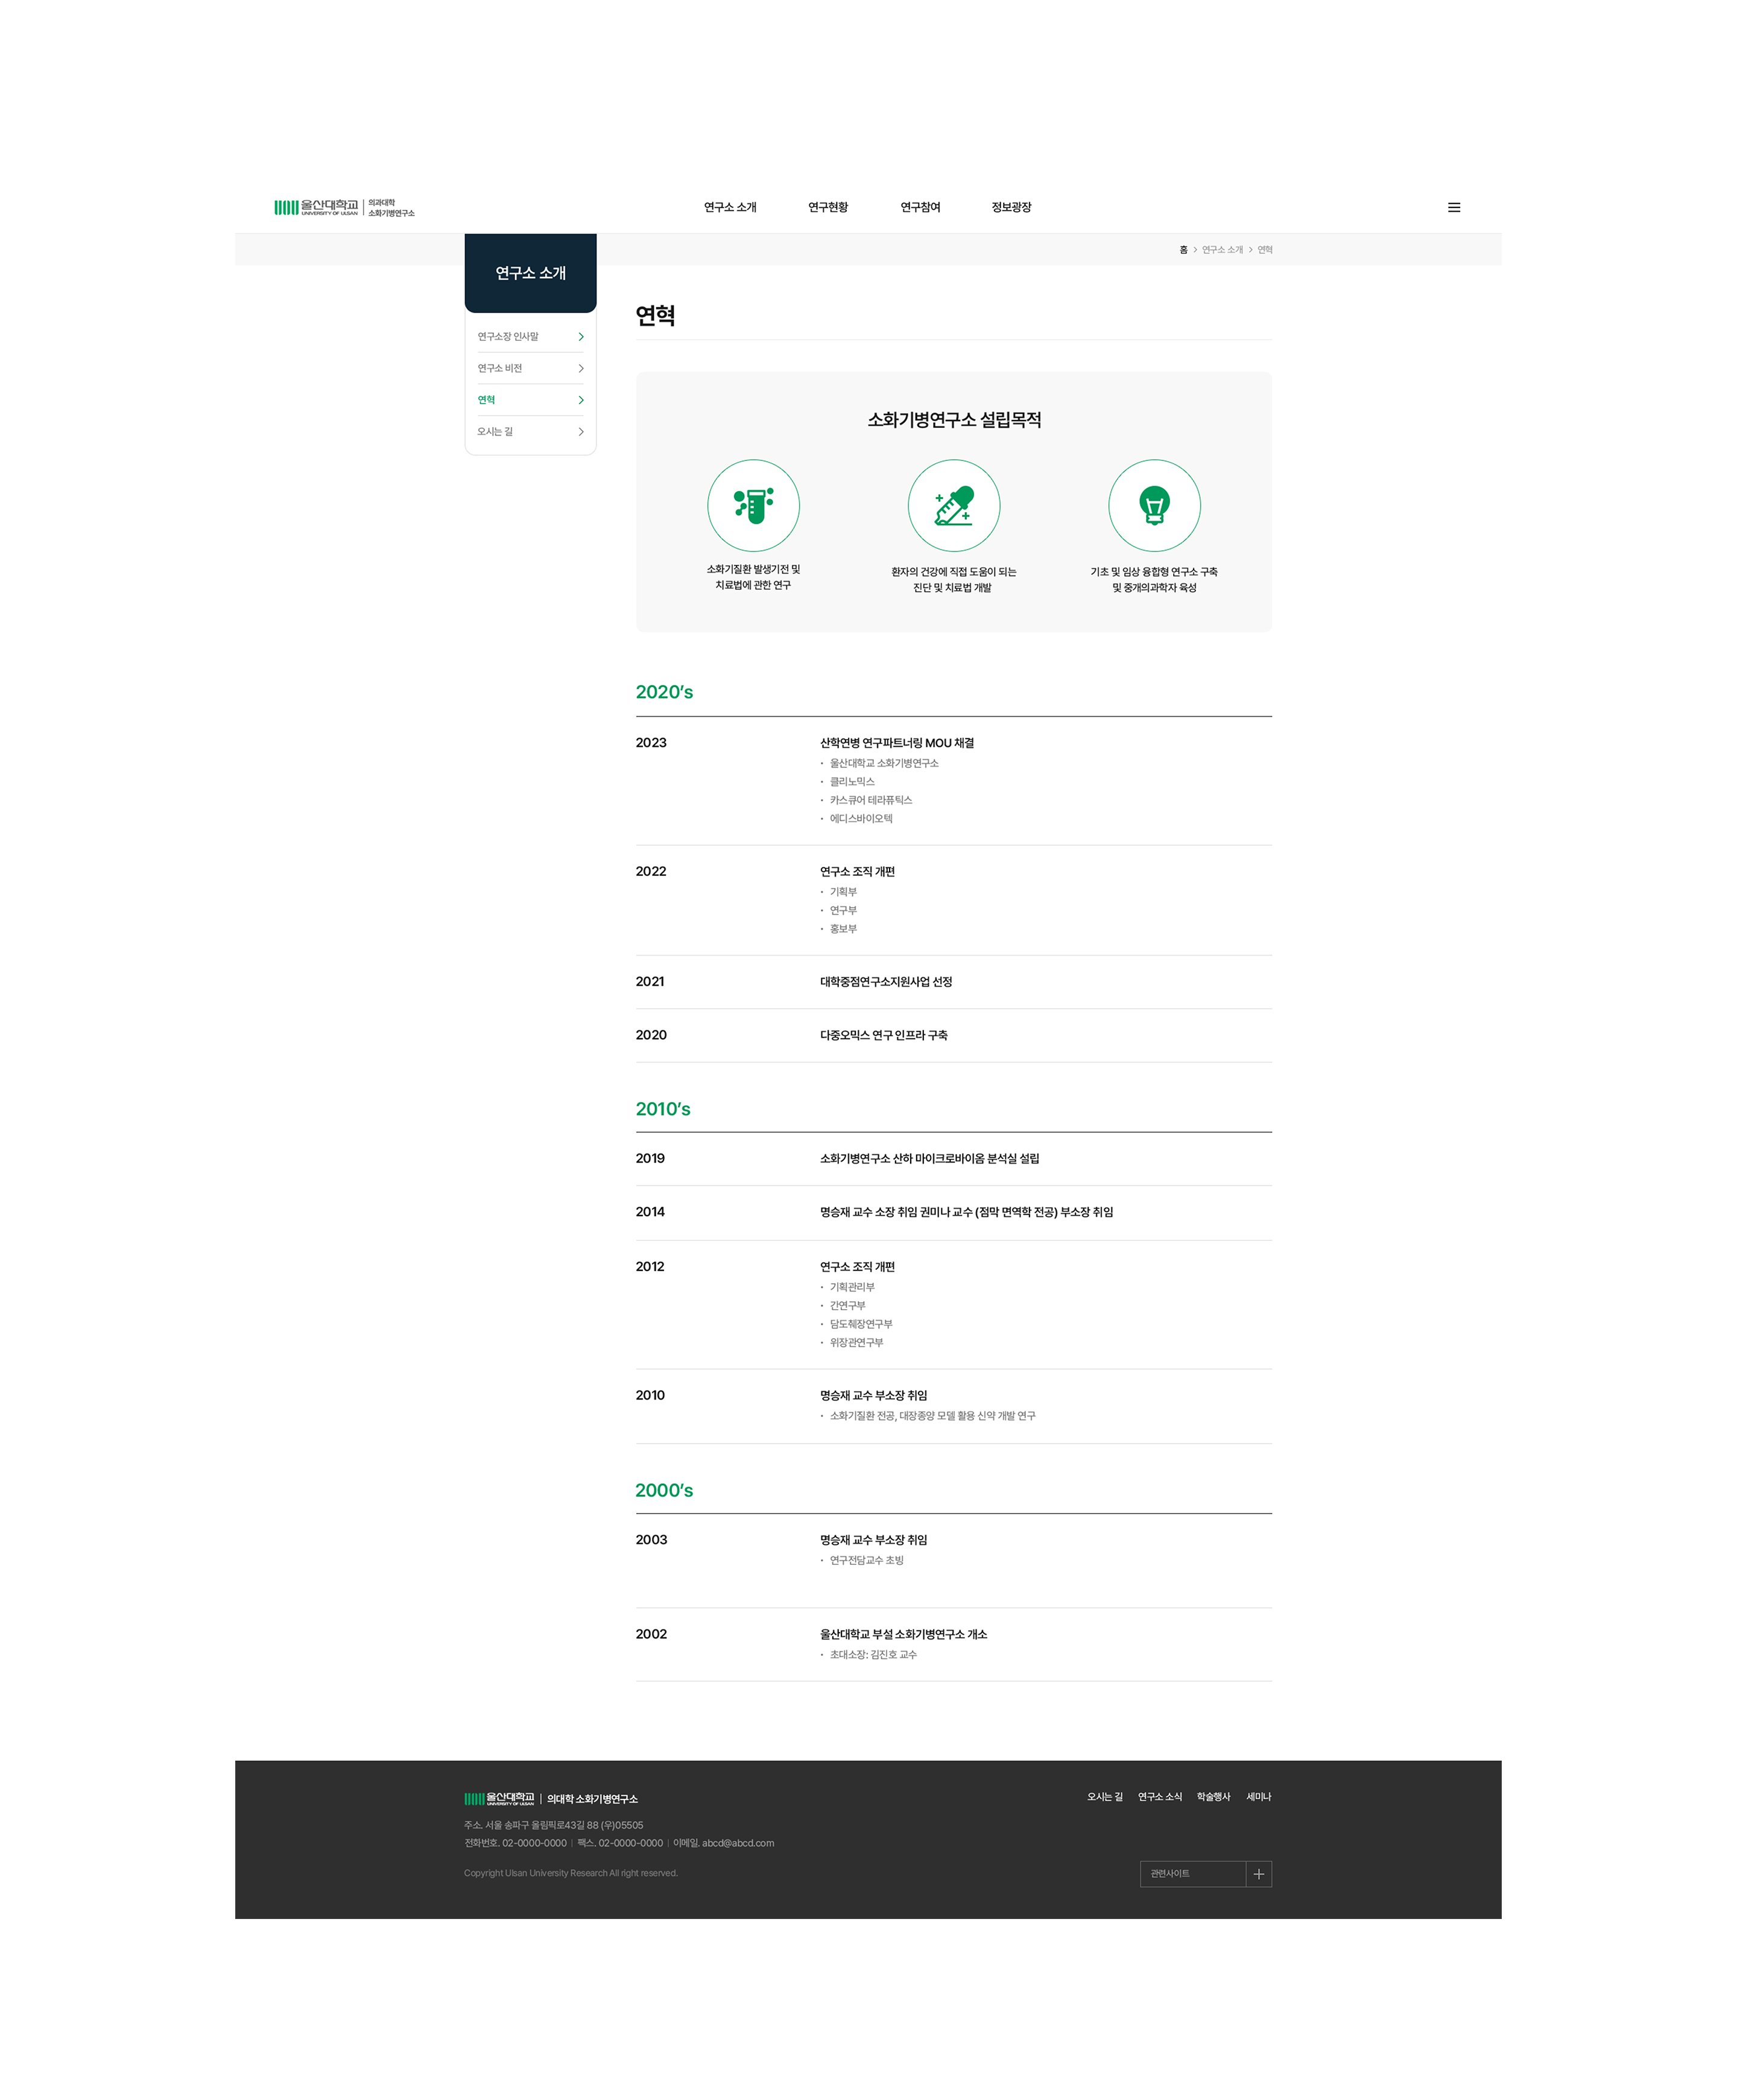 울산대학교
UNIVERSITY OF ULSAN
의과대학
소화기병연구소
연구소 소개
연구현황
연구참여
정보광장
홈 > 연구소 소개 > 연혁
연구소 소개
연구소장 인사말
연구소 비전
연혁
오시는 길
연혁
소화기병연구소 설립목적
소화기질환 발생기전 및
치료법에 관한 연구
환자의 건강에 직접 도움이 되는
진단 및 치료법 개발
기초 및 임상 융합형 연구소 구축
및 중개의과학자 육성
2020's
2023
산학연병 연구파트너링 MOU 채결
• 울산대학교 소화기병연구소
• 클리노믹스
• 카스큐어 테라퓨틱스
• 에디스바이오텍
2022
연구소 조직 개편
• 기획부
• 연구부
• 홍보부
2021
대학중점연구소지원사업 선정
2020
다중오믹스 연구 인프라 구축
2010's
2019
소화기병연구소 산하 마이크로바이옴 분석실 설립
2014
명승재 교수 소장 취임 권미나 교수 (점막 면역학 전공) 부소장 취임
2012
연구소 조직 개편
• 기획관리부
• 간연구부
• 담도췌장연구부
• 위장관연구부
2010
명승재 교수 부소장 취임
• 소화기질환 전공, 대장종양 모델 활용 신약 개발 연구
2000's
2003
명승재 교수 부소장 취임
• 연구전담교수 초빙
2002
울산대학교 부설 소화기병연구소 개소
• 초대소장: 김진호 교수
울산대학교
UNIVERSITY OF ULSAN
의대학 소화기병연구소
오시는 길
연구소 소식
학술행사
세미나
주소. 서울 송파구 올림픽로43길 88 (우)05505
전화번호. 02-0000-0000 | 팩스. 02-0000-0000 | 이메일. abcd@abcd.com
Copyright Ulsan University Research All right reserved.
관련사이트